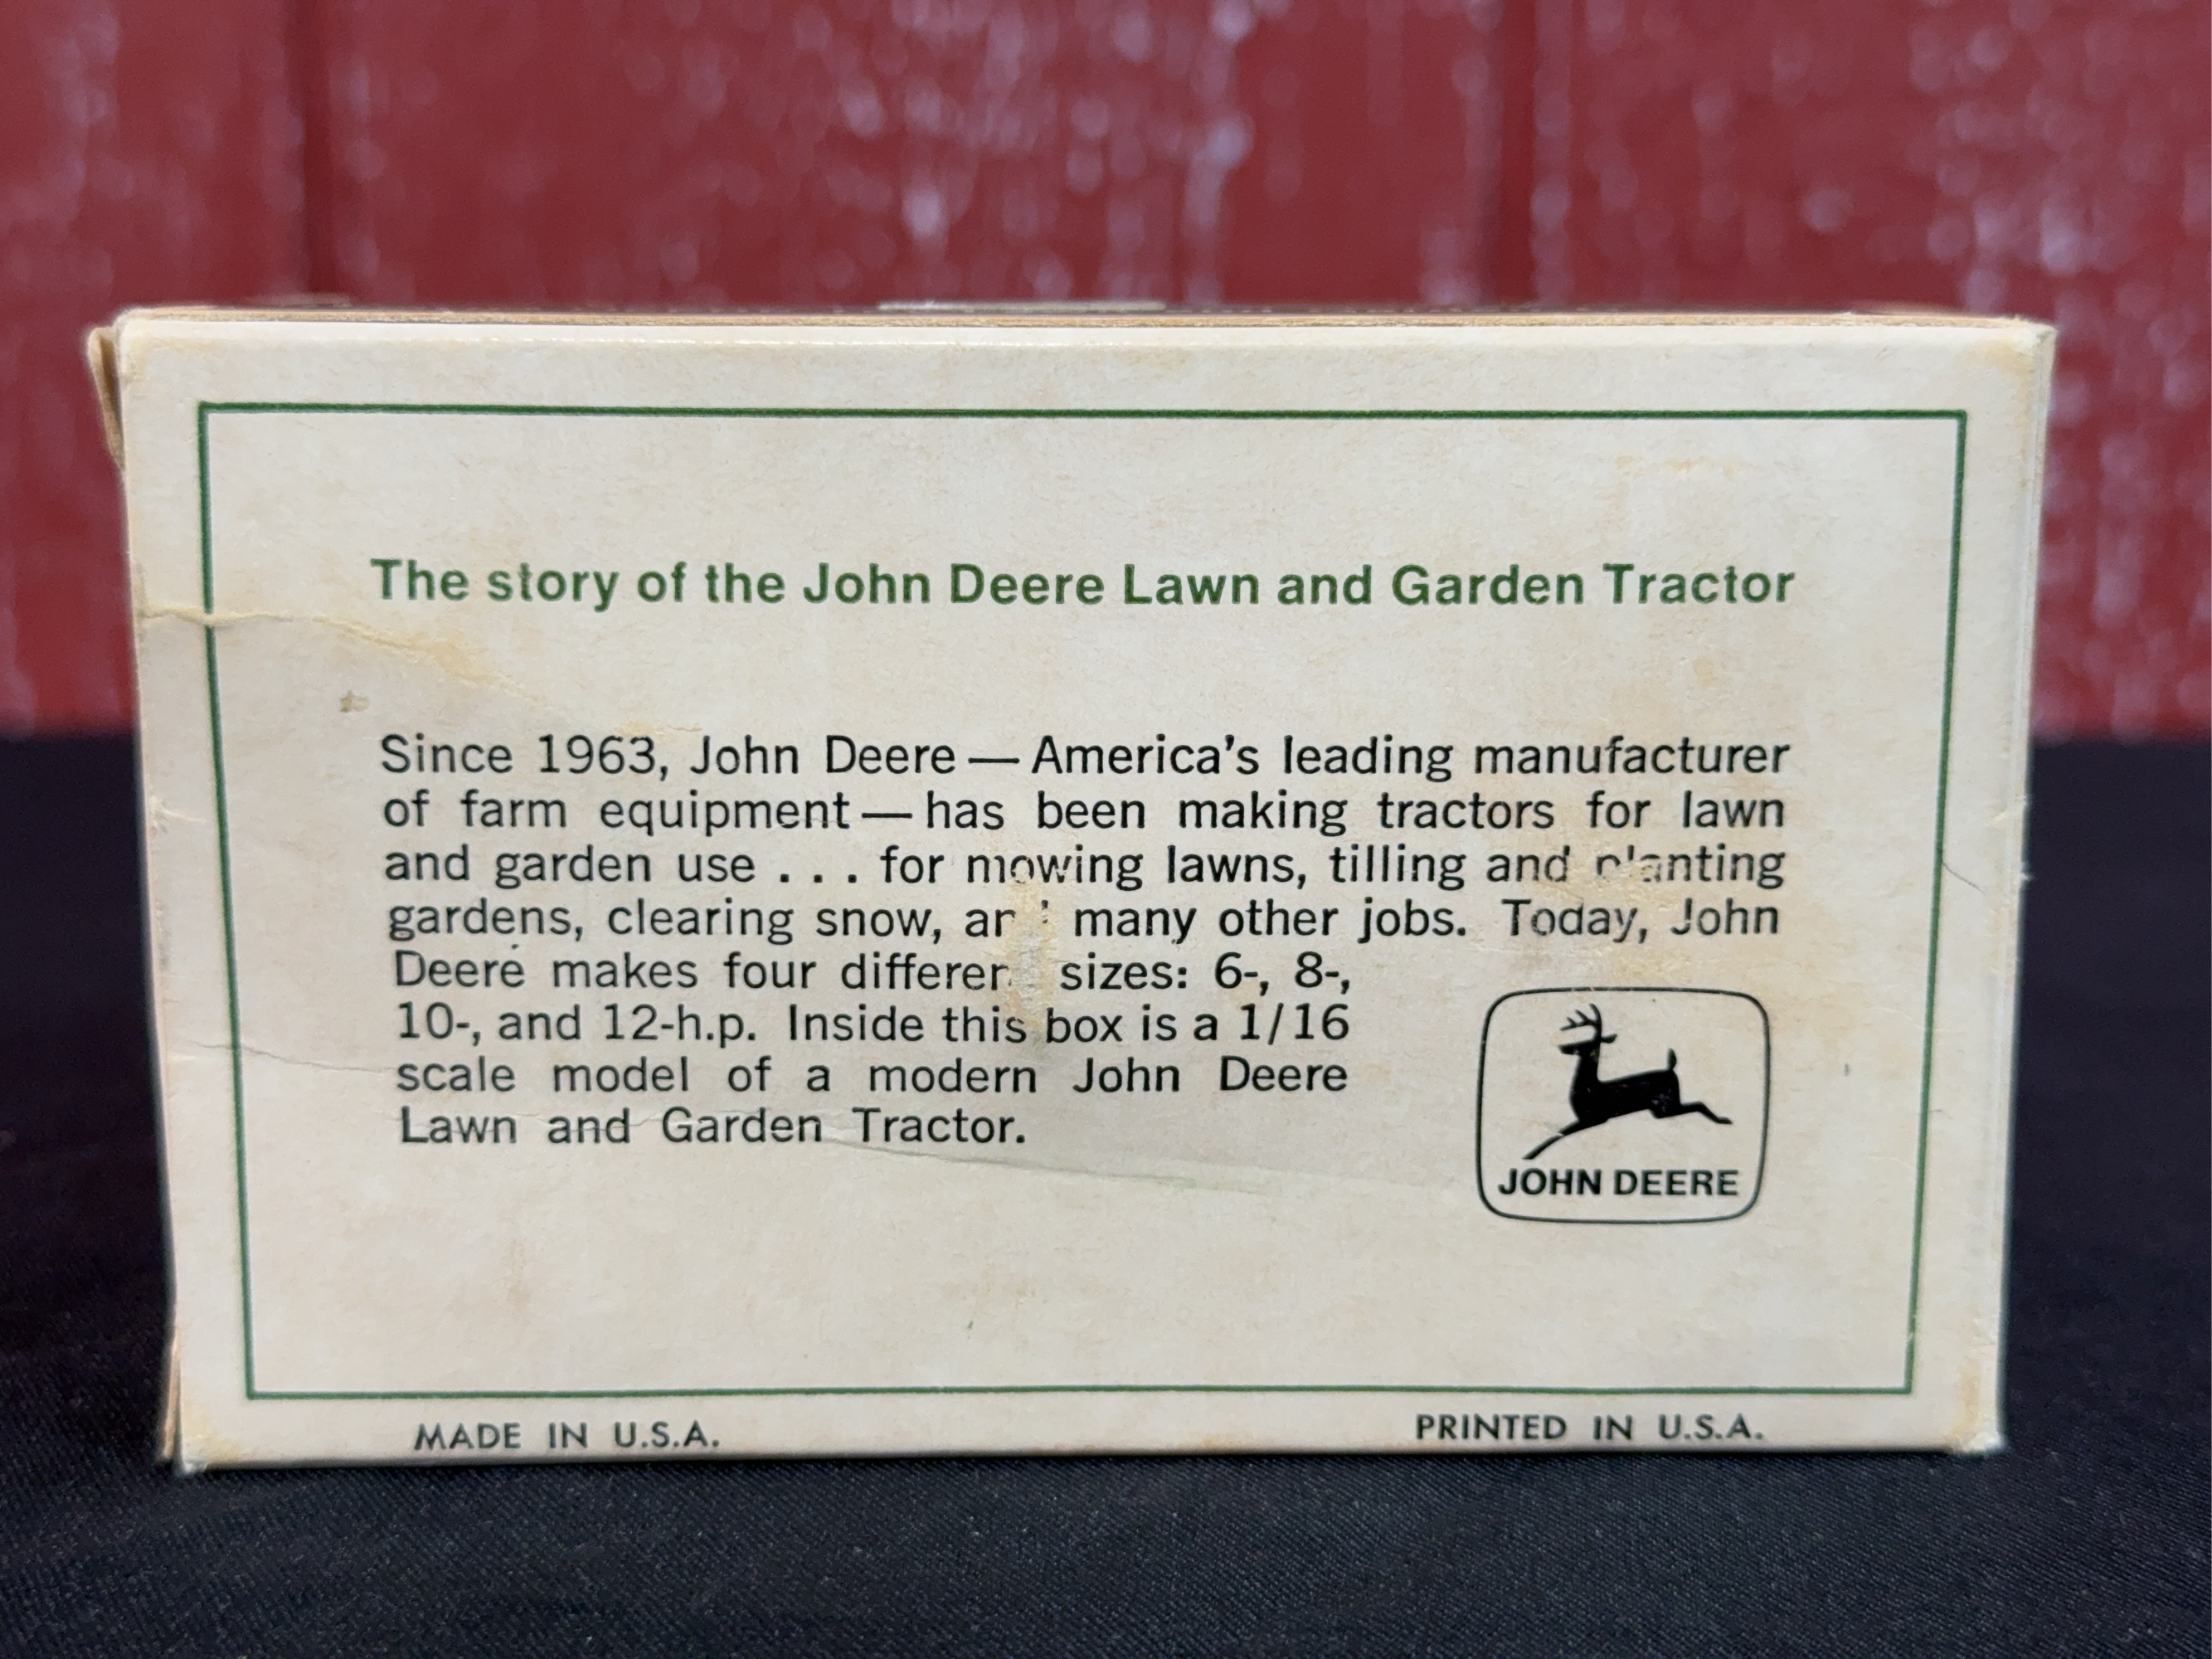 The story of the John Deere Lawn and Garden Tractor
Since 1963, John Deere — America's leading manufacturer
of farm equipment — has been making tractors for lawn
and garden use . . . for mowing lawns, tilling and planting
gardens, clearing snow, and many other jobs. Today, John
Deere makes four different sizes: 6-, 8-,
10-, and 12-h.p. Inside this box is a 1/16
scale model of a modern John Deere
Lawn and Garden Tractor.
JOHN DEERE
MADE IN U.S.A.
PRINTED IN U.S.A.